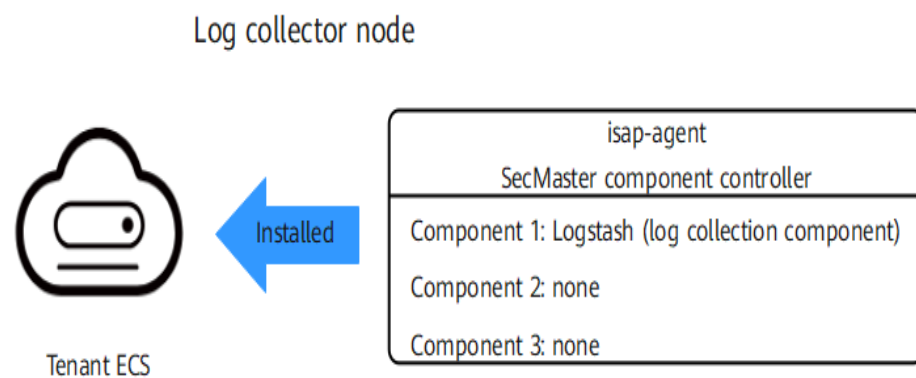 Log collector node
isap-agent
SecMaster component controller
Installed
Component 1: Logstash (log collection component)
Component 2: none
Component 3: none
Tenant ECS